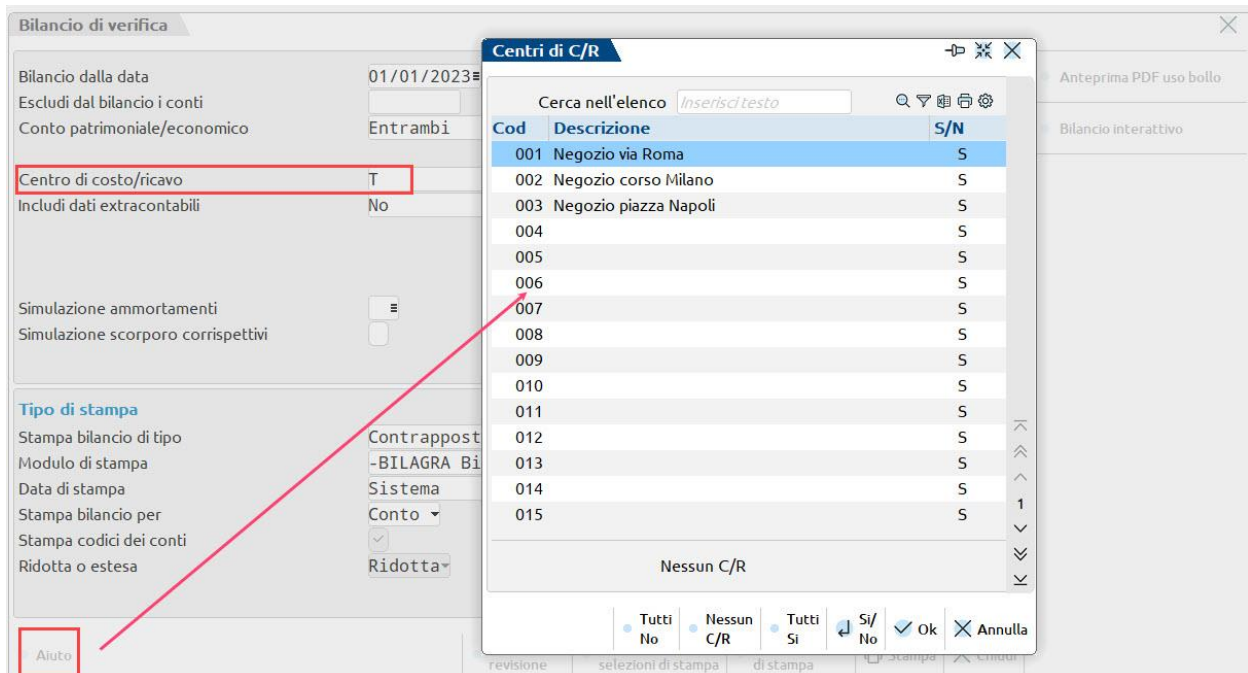 Bilancio di verifica
Bilancio dalla data 01/01/2023
Escludi dal bilancio i conti
Conto patrimoniale/economico Entrambi
Centro di costo/ricavo T
Includi dati extracontabili No
Simulazione ammortamenti
Simulazione scorporo corrispettivi
Tipo di stampa
Stampa bilancio di tipo Contrappost
Modulo di stampa -BILAGRA Bi
Data di stampa Sistema
Stampa bilancio per Conto
Stampa codici dei conti
Ridotta o estesa Ridotta
Aiuto
Centri di C/R
Cerca nell'elenco Inserisci testo
Cod Descrizione S/N
001 Negozio via Roma S
002 Negozio corso Milano S
003 Negozio piazza Napoli S
004 S
005 S
006 S
007 S
008 S
009 S
010 S
011 S
012 S
013 S
014 S
015 S
1
Nessun C/R
Tutti No
Nessun C/R
Tutti Si
Si/No
Ok
Annulla
Anteprima PDF uso bollo
Bilancio interattivo
revisione
selezioni di stampa
di stampa
Stampa
Chiudi